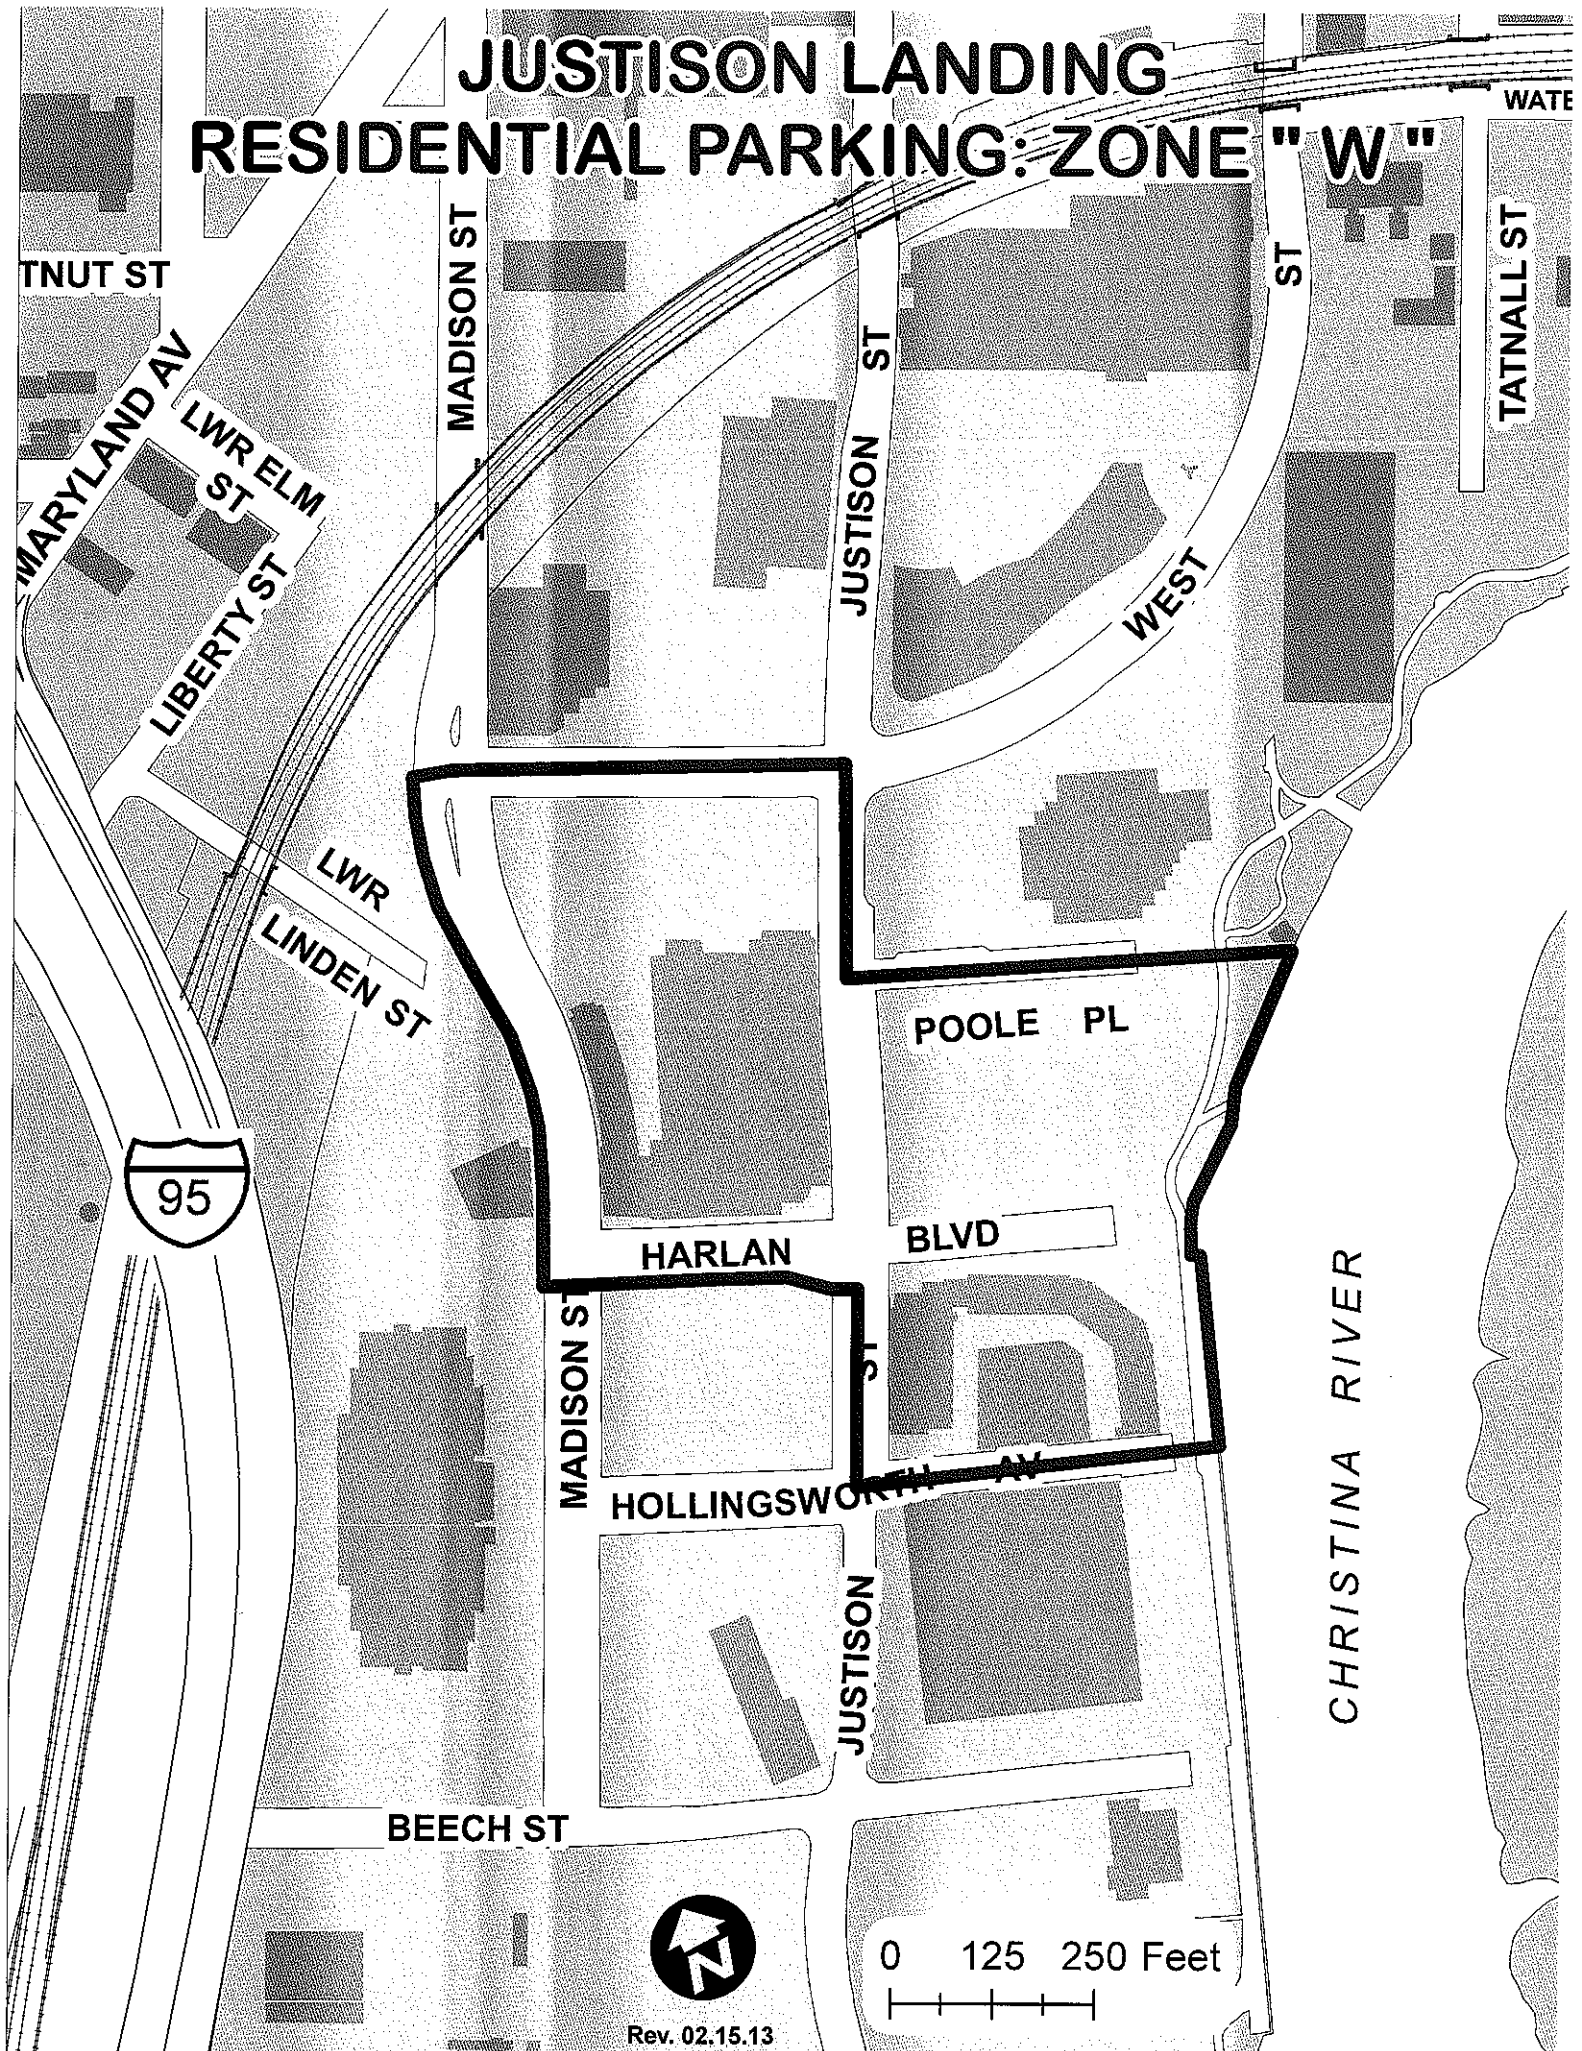 JUSTISON LANDING
RESIDENTIAL PARKING: ZONE " W "
WATE
MADISON ST
TNUT ST
ST
TATNALL ST
ST
MARYLAND AV
LWR ELM
ST
JUSTISON
WEST
LIBERTY ST
LWR
LINDEN ST
POOLE PL
95
HARLAN BLVD
MADISON ST
ST
CHRISTINA RIVER
HOLLINGSWORTH AV
JUSTISON
BEECH ST
N
0 125 250 Feet
Rev. 02.15.13